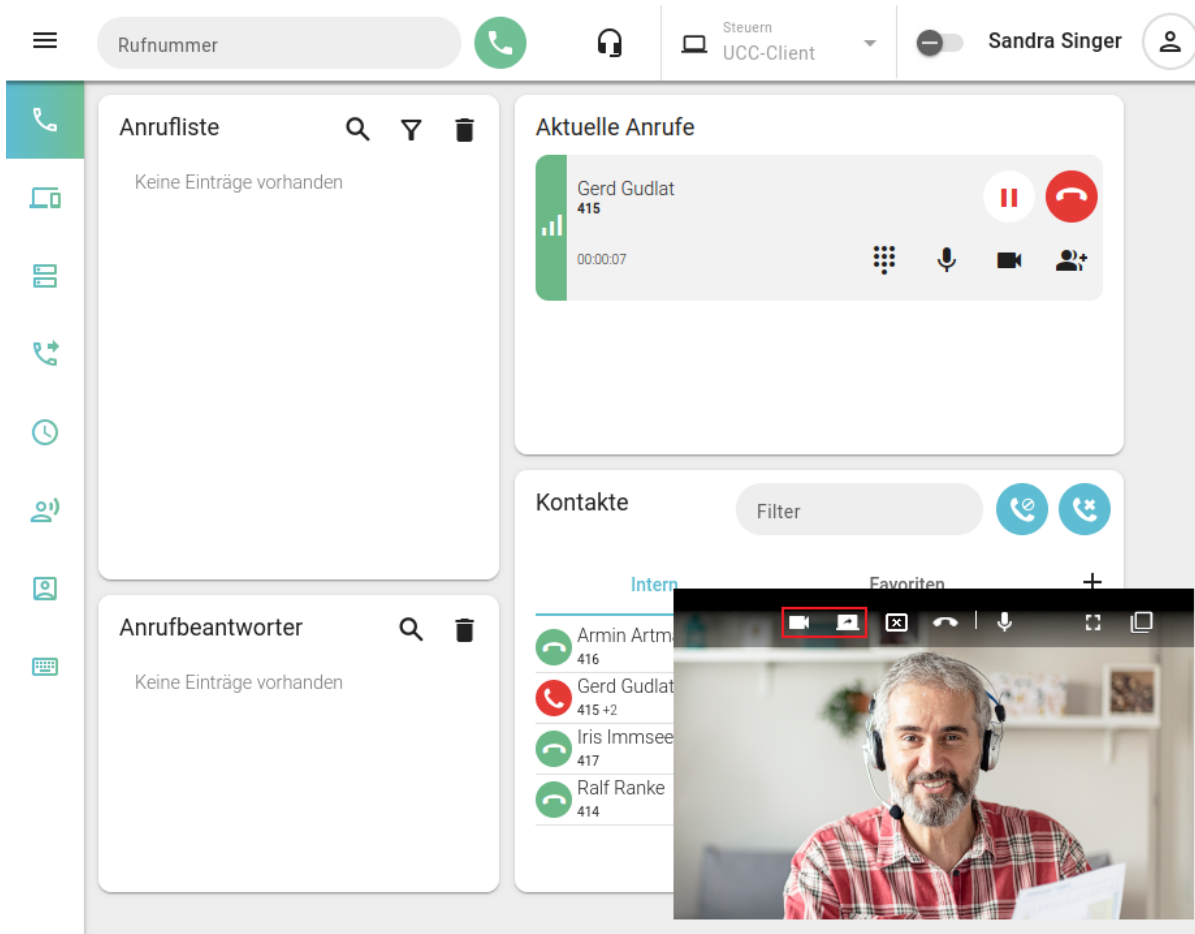 Rufnummer
Steuern
UCC-Client
Sandra Singer
Anrufliste
Keine Einträge vorhanden
Aktuelle Anrufe
Gerd Gudlat
415
00:00:07
Kontakte
Filter
Intern
Favoriten
Armin Artm
416
Gerd Gudlat
415 +2
Iris Immsee
417
Ralf Ranke
414
Anrufbeantworter
Keine Einträge vorhanden